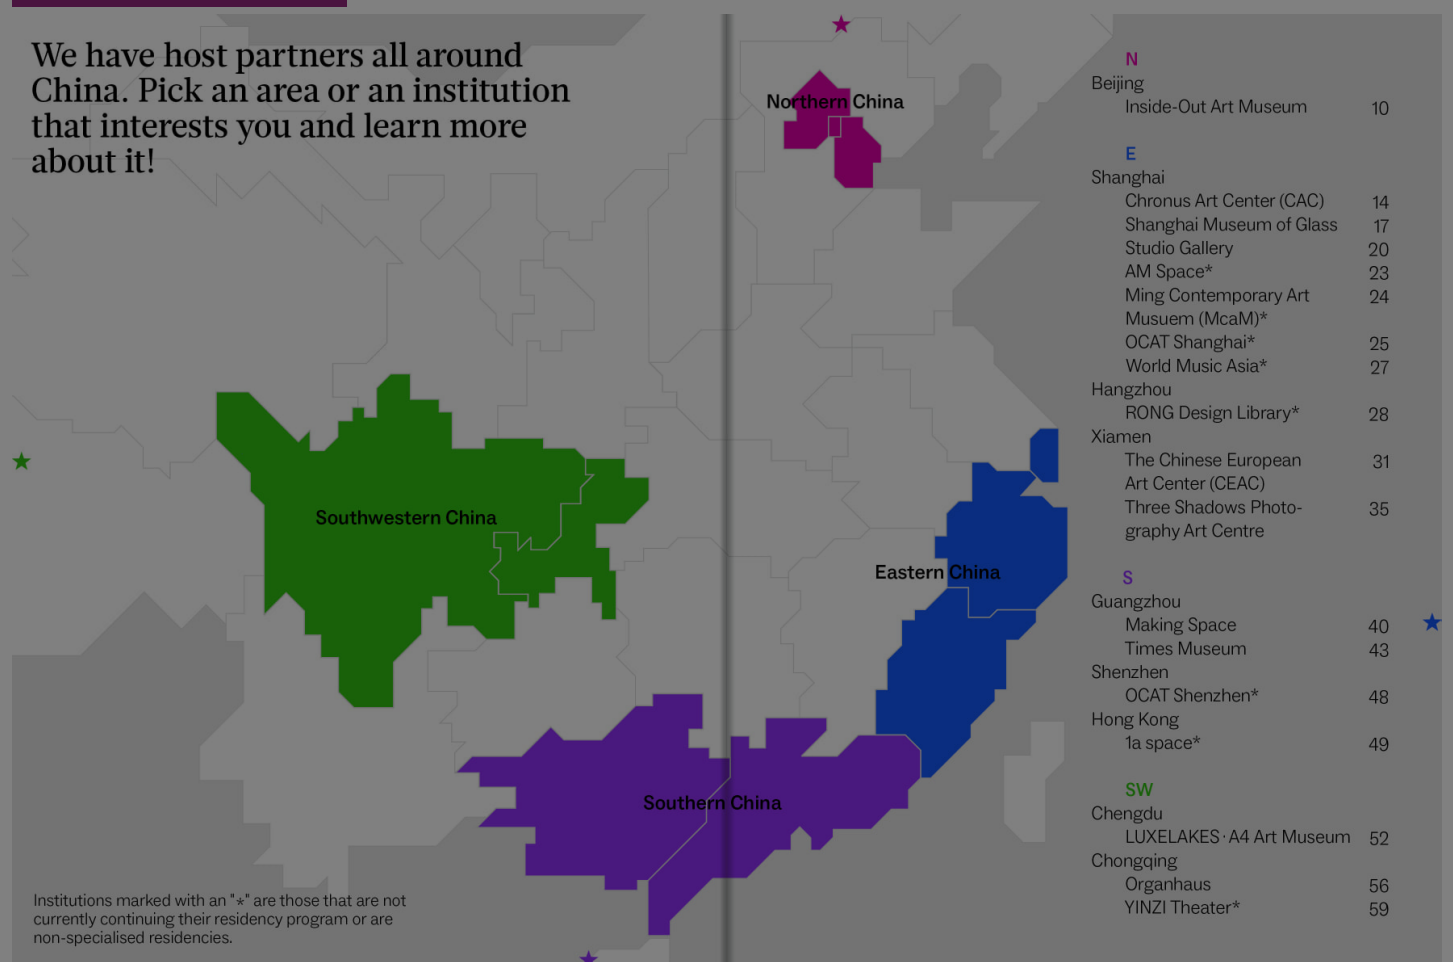 We have host partners all around
China. Pick an area or an institution
that interests you and learn more
about it!
Northern China
Southwestern China
Eastern China
Southern China
Institutions marked with an "*" are those that are not
currently continuing their residency program or are
non-specialised residencies.
N
Beijing
Inside-Out Art Museum 10
E
Shanghai
Chronus Art Center (CAC) 14
Shanghai Museum of Glass 17
Studio Gallery 20
AM Space* 23
Ming Contemporary Art 24
Musuem (McaM)*
OCAT Shanghai* 25
World Music Asia* 27
Hangzhou
RONG Design Library* 28
Xiamen
The Chinese European 31
Art Center (CEAC)
Three Shadows Photo- 35
graphy Art Centre
S
Guangzhou
Making Space 40
Times Museum 43
Shenzhen
OCAT Shenzhen* 48
Hong Kong
1a space* 49
SW
Chengdu
LUXELAKES·A4 Art Museum 52
Chongqing
Organhaus 56
YINZI Theater* 59